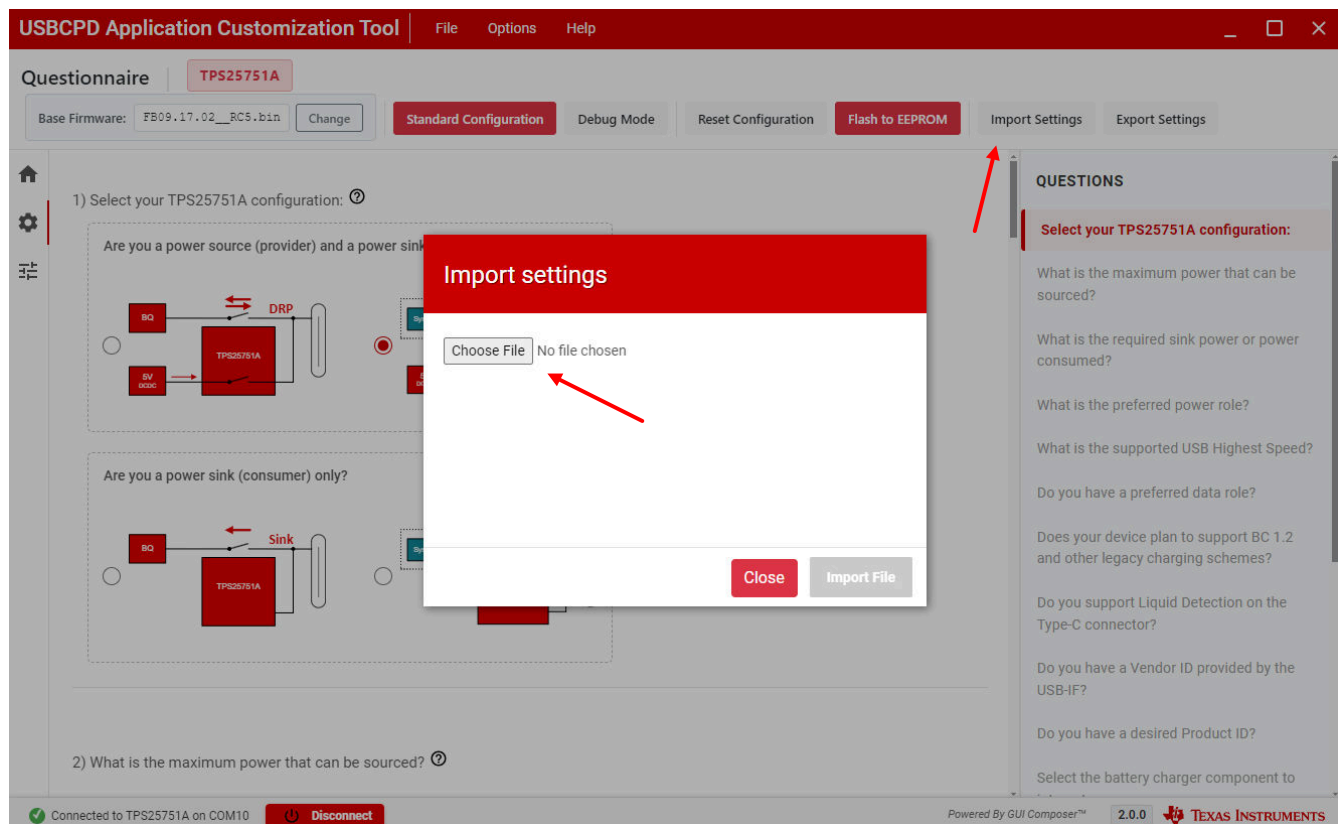 USBCPD Application Customization Tool File Options Help
Questionnaire TPS25751A
Base Firmware: FB09.17.02__RC5.bin Change Standard Configuration Debug Mode Reset Configuration Flash to EEPROM Import Settings Export Settings
1) Select your TPS25751A configuration:
Are you a power source (provider) and a power sink
BQ
DRP
TPS25751A
5V
DCDC
Are you a power sink (consumer) only?
BQ
Sink
TPS25751A
2) What is the maximum power that can be sourced?
Import settings
Choose File No file chosen
Close Import File
QUESTIONS
Select your TPS25751A configuration:
What is the maximum power that can be
sourced?
What is the required sink power or power
consumed?
What is the preferred power role?
What is the supported USB Highest Speed?
Do you have a preferred data role?
Does your device plan to support BC 1.2
and other legacy charging schemes?
Do you support Liquid Detection on the
Type-C connector?
Do you have a Vendor ID provided by the
USB-IF?
Do you have a desired Product ID?
Select the battery charger component to
Connected to TPS25751A on COM10 Disconnect
Powered By GUI Composer™ 2.0.0 TEXAS INSTRUMENTS